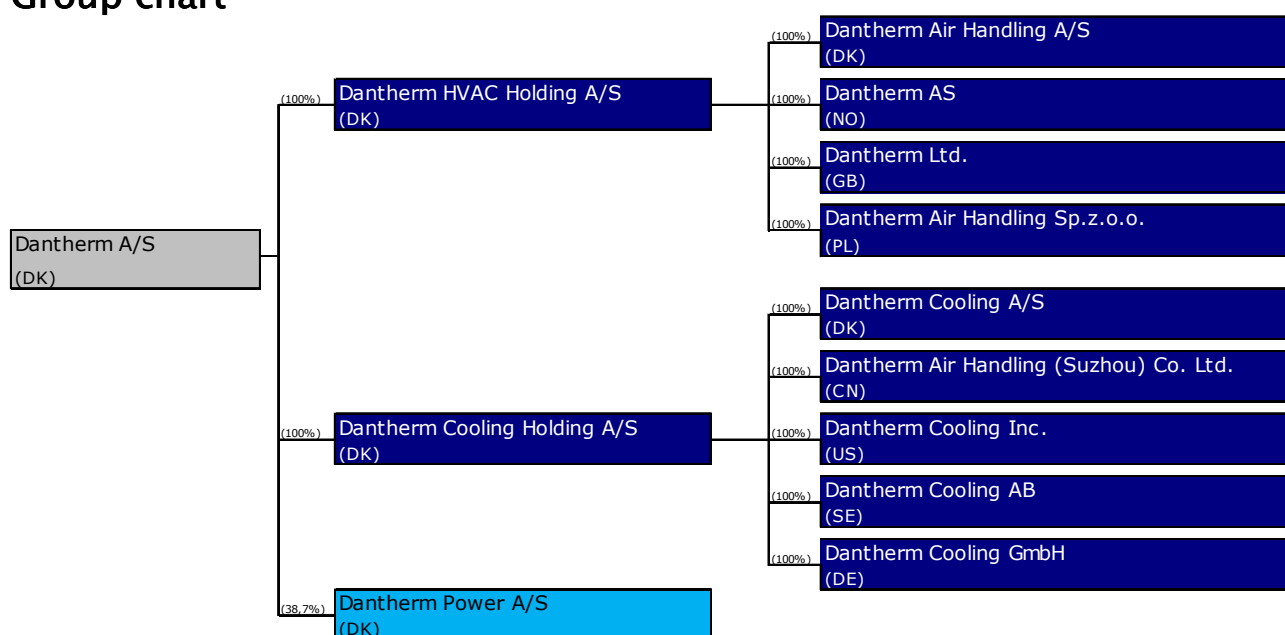 Group chart
Dantherm A/S
(DK)
(100%)
Dantherm HVAC Holding A/S
(DK)
(100%)
Dantherm Air Handling A/S
(DK)
(100%)
Dantherm AS
(NO)
(100%)
Dantherm Ltd.
(GB)
(100%)
Dantherm Air Handling Sp.z.o.o.
(PL)
(100%)
Dantherm Cooling Holding A/S
(DK)
(100%)
Dantherm Cooling A/S
(DK)
(100%)
Dantherm Air Handling (Suzhou) Co. Ltd.
(CN)
(100%)
Dantherm Cooling Inc.
(US)
(100%)
Dantherm Cooling AB
(SE)
(100%)
Dantherm Cooling GmbH
(DE)
(38,7%)
Dantherm Power A/S
(DK)